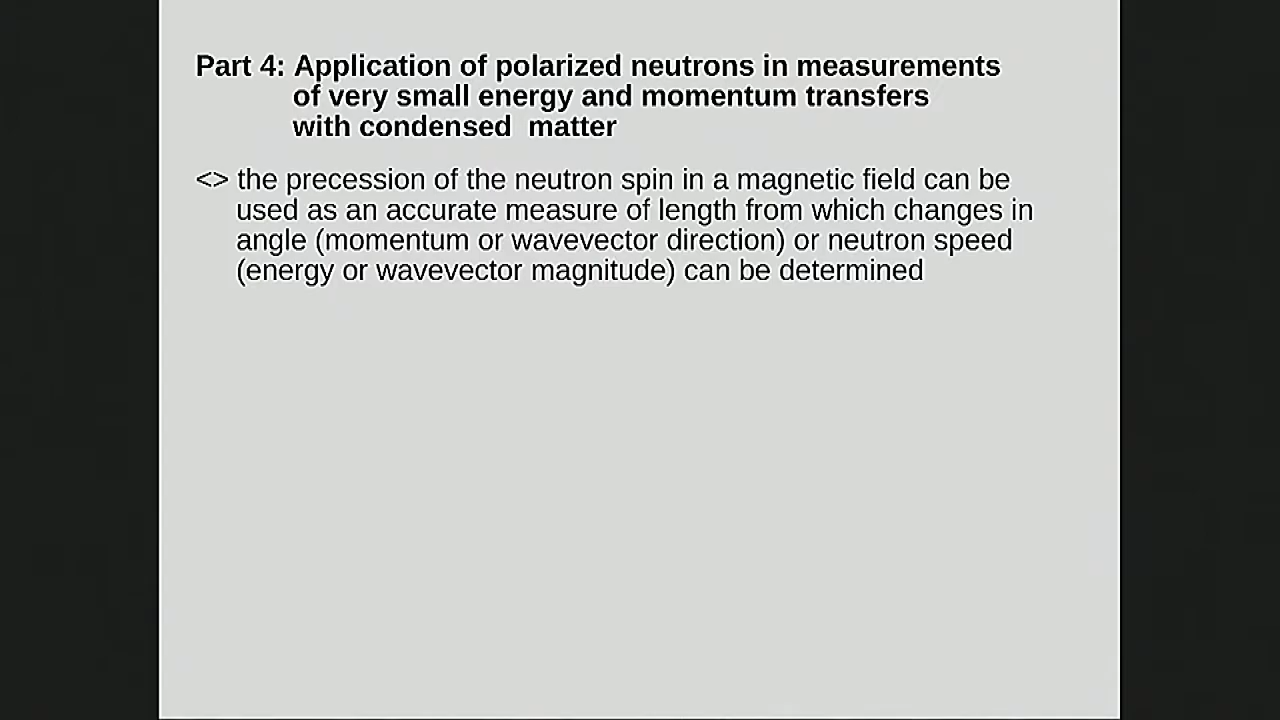 Part 4: Application of polarized neutrons in measurements
of very small energy and momentum transfers
with condensed  matter
<> the precession of the neutron spin in a magnetic field can be
used as an accurate measure of length from which changes in
angle (momentum or wavevector direction) or neutron speed
(energy or wavevector magnitude) can be determined